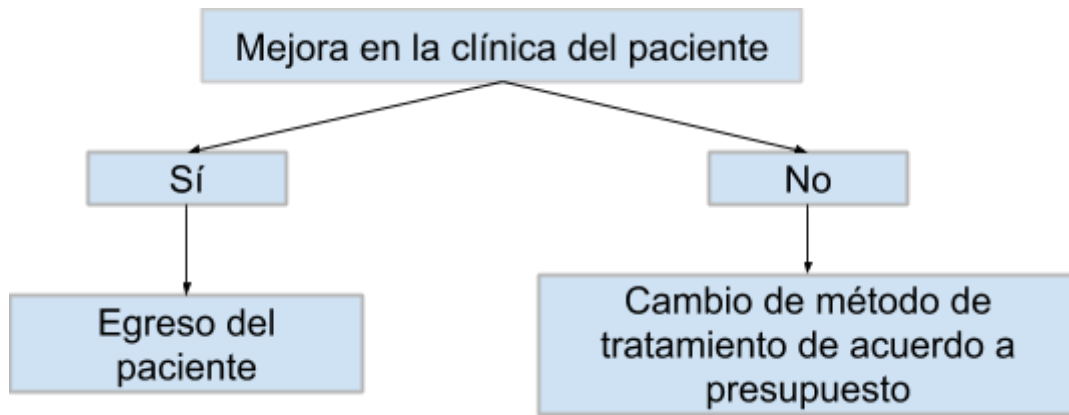 Mejora en la clínica del paciente
Sí
No
Egreso del
paciente
Cambio de método de
tratamiento de acuerdo a
presupuesto